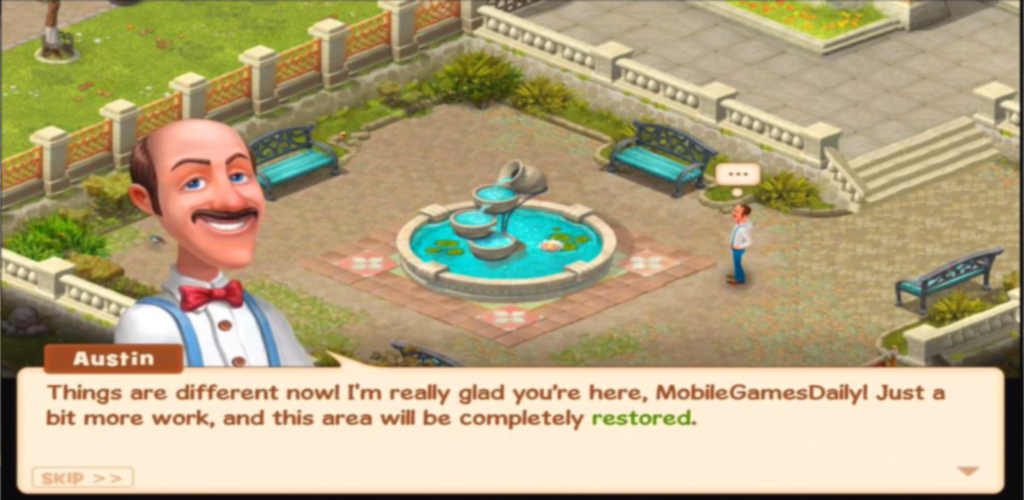 ...
Austin
Things are different now! I'm really glad you're here, MobileGamesDaily! Just a
bit more work, and this area will be completely restored.
SKIP >>